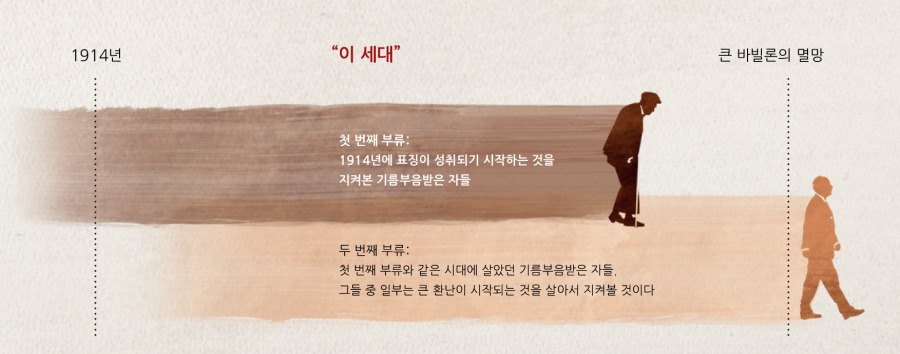 1914년
“이 세대”
큰 바빌론의 멸망
첫 번째 부류:
1914년에 표징이 성취되기 시작하는 것을
지켜본 기름부음받은 자들
두 번째 부류:
첫 번째 부류와 같은 시대에 살았던 기름부음받은 자들.
그들 중 일부는 큰 환난이 시작되는 것을 살아서 지켜볼 것이다